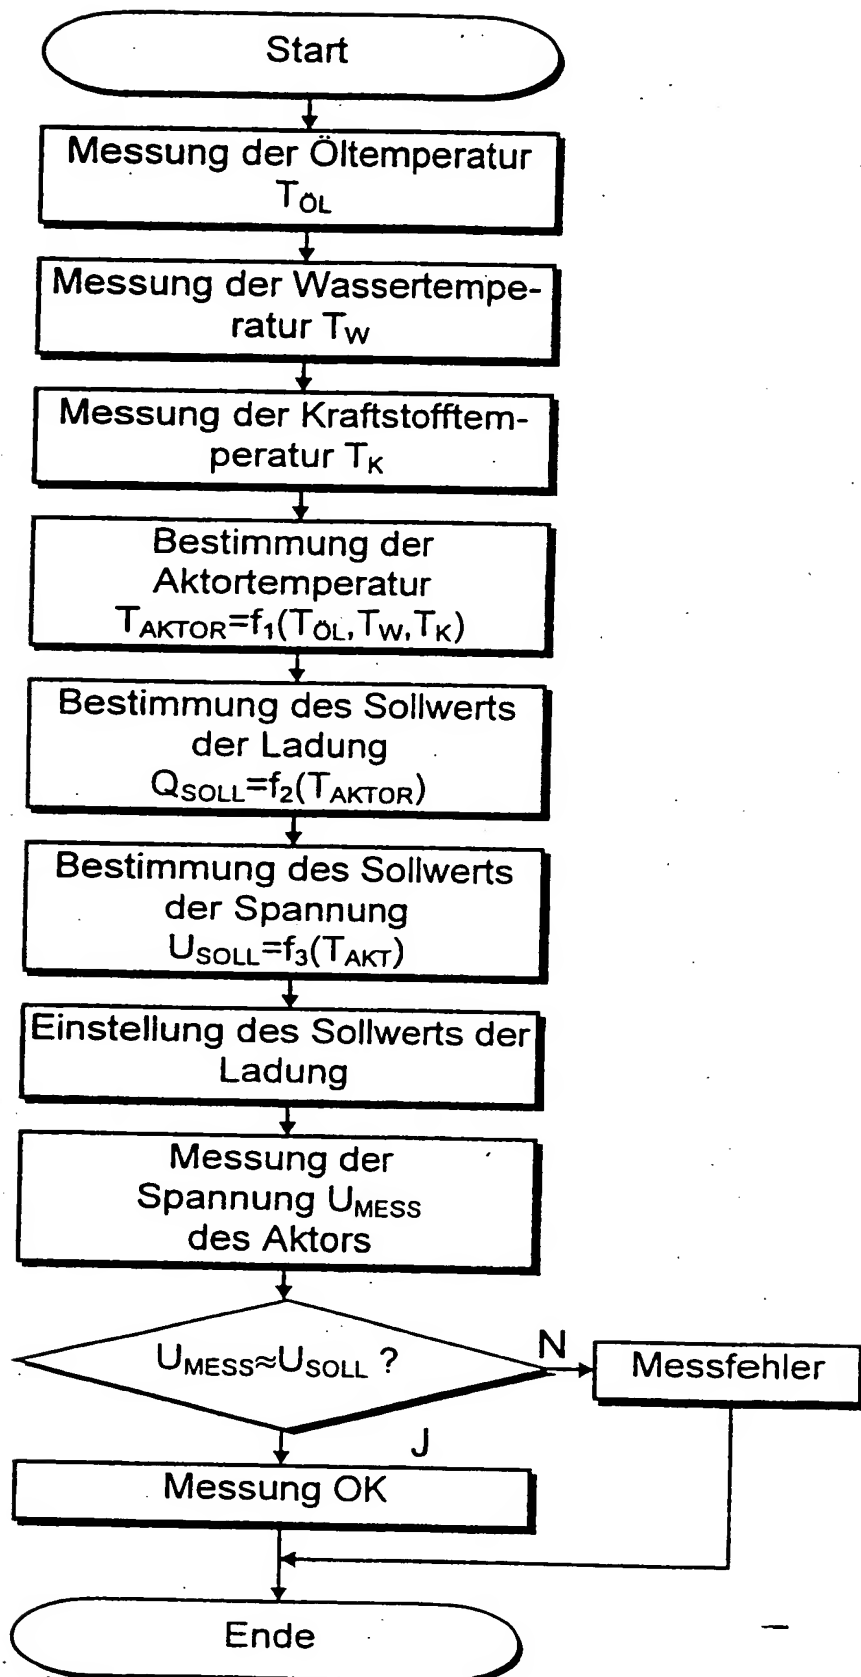 Start
Messung der Öltemperatur
TÖL
Messung der Wassertempe-
ratur TW
Messung der Kraftstofftem-
peratur TK
Bestimmung der
Aktortemperatur
TAKTOR=f1(TÖL,TW,TK)
Bestimmung des Sollwerts
der Ladung
QSOLL=f2(TAKTOR)
Bestimmung des Sollwerts
der Spannung
USOLL=f3(TAKT)
Einstellung des Sollwerts der
Ladung
Messung der
Spannung UMESS
des Aktors
UMESS≈USOLL ?
N
Messfehler
J
Messung OK
Ende